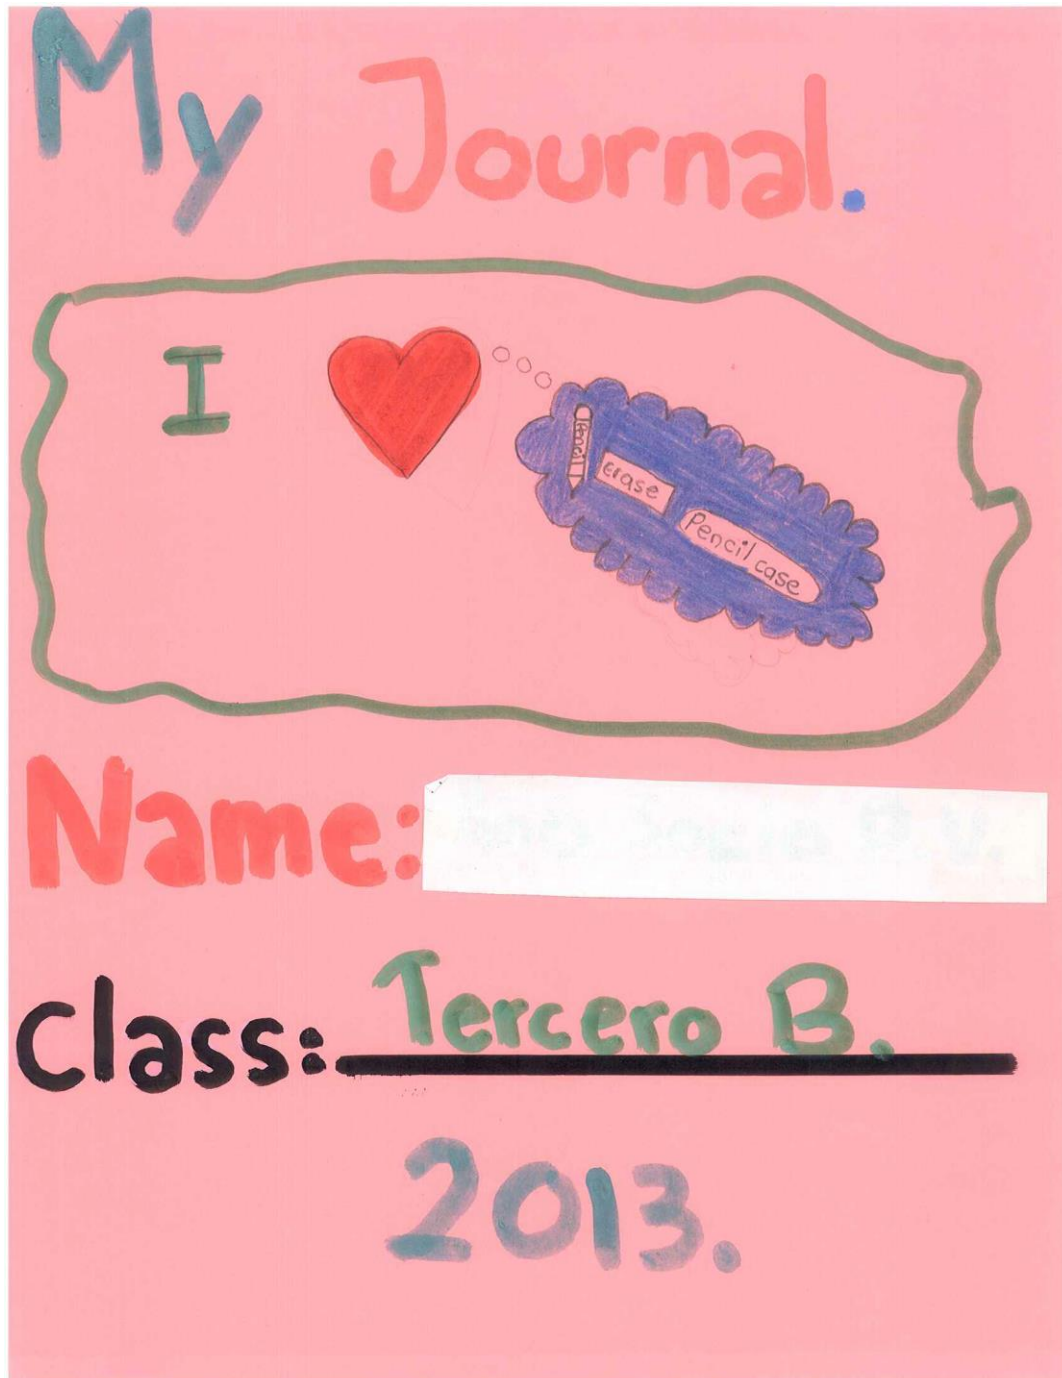 My Journal.
I
Pencil
erase
Pencil case
Name:
Class: Tercero B.
2013.